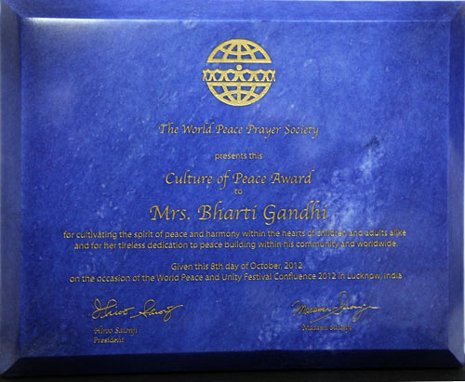 The World Peace Prayer Society
presents this
Culture of Peace Award
to
Mrs. Bharti Gandhi
for cultivating the spirit of peace and harmony within the hearts of children and adults alike
and for her tireless dedication to peace building within his community and worldwide.
Given this 8th day of October, 2012
on the occasion of the World Peace and Unity Festival Confluence 2012 in Lucknow, India
Hiroo Saionji
President
Masami Saionji